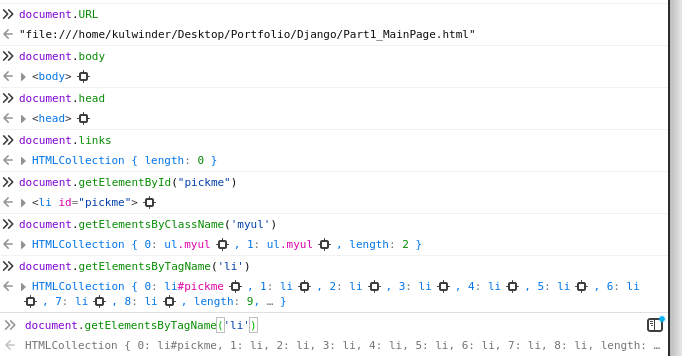 document.URL
"file:///home/kulwinder/Desktop/Portfolio/Django/Part1_MainPage.html"
document.body
<body>
document.head
<head>
document.links
HTMLCollection { length: 0 }
document.getElementById("pickme")
<li id="pickme">
document.getElementsByClassName('myul')
HTMLCollection { 0: ul.myul , 1: ul.myul , length: 2 }
document.getElementsByTagName('li')
HTMLCollection { 0: li#pickme , 1: li , 2: li , 3: li , 4: li , 5: li , 6: li
, 7: li , 8: li , length: 9, … }
document.getElementsByTagName('li')
HTMLCollection { 0: li#pickme, 1: li, 2: li, 3: li, 4: li, 5: li, 6: li, 7: li, 8: li, length: …